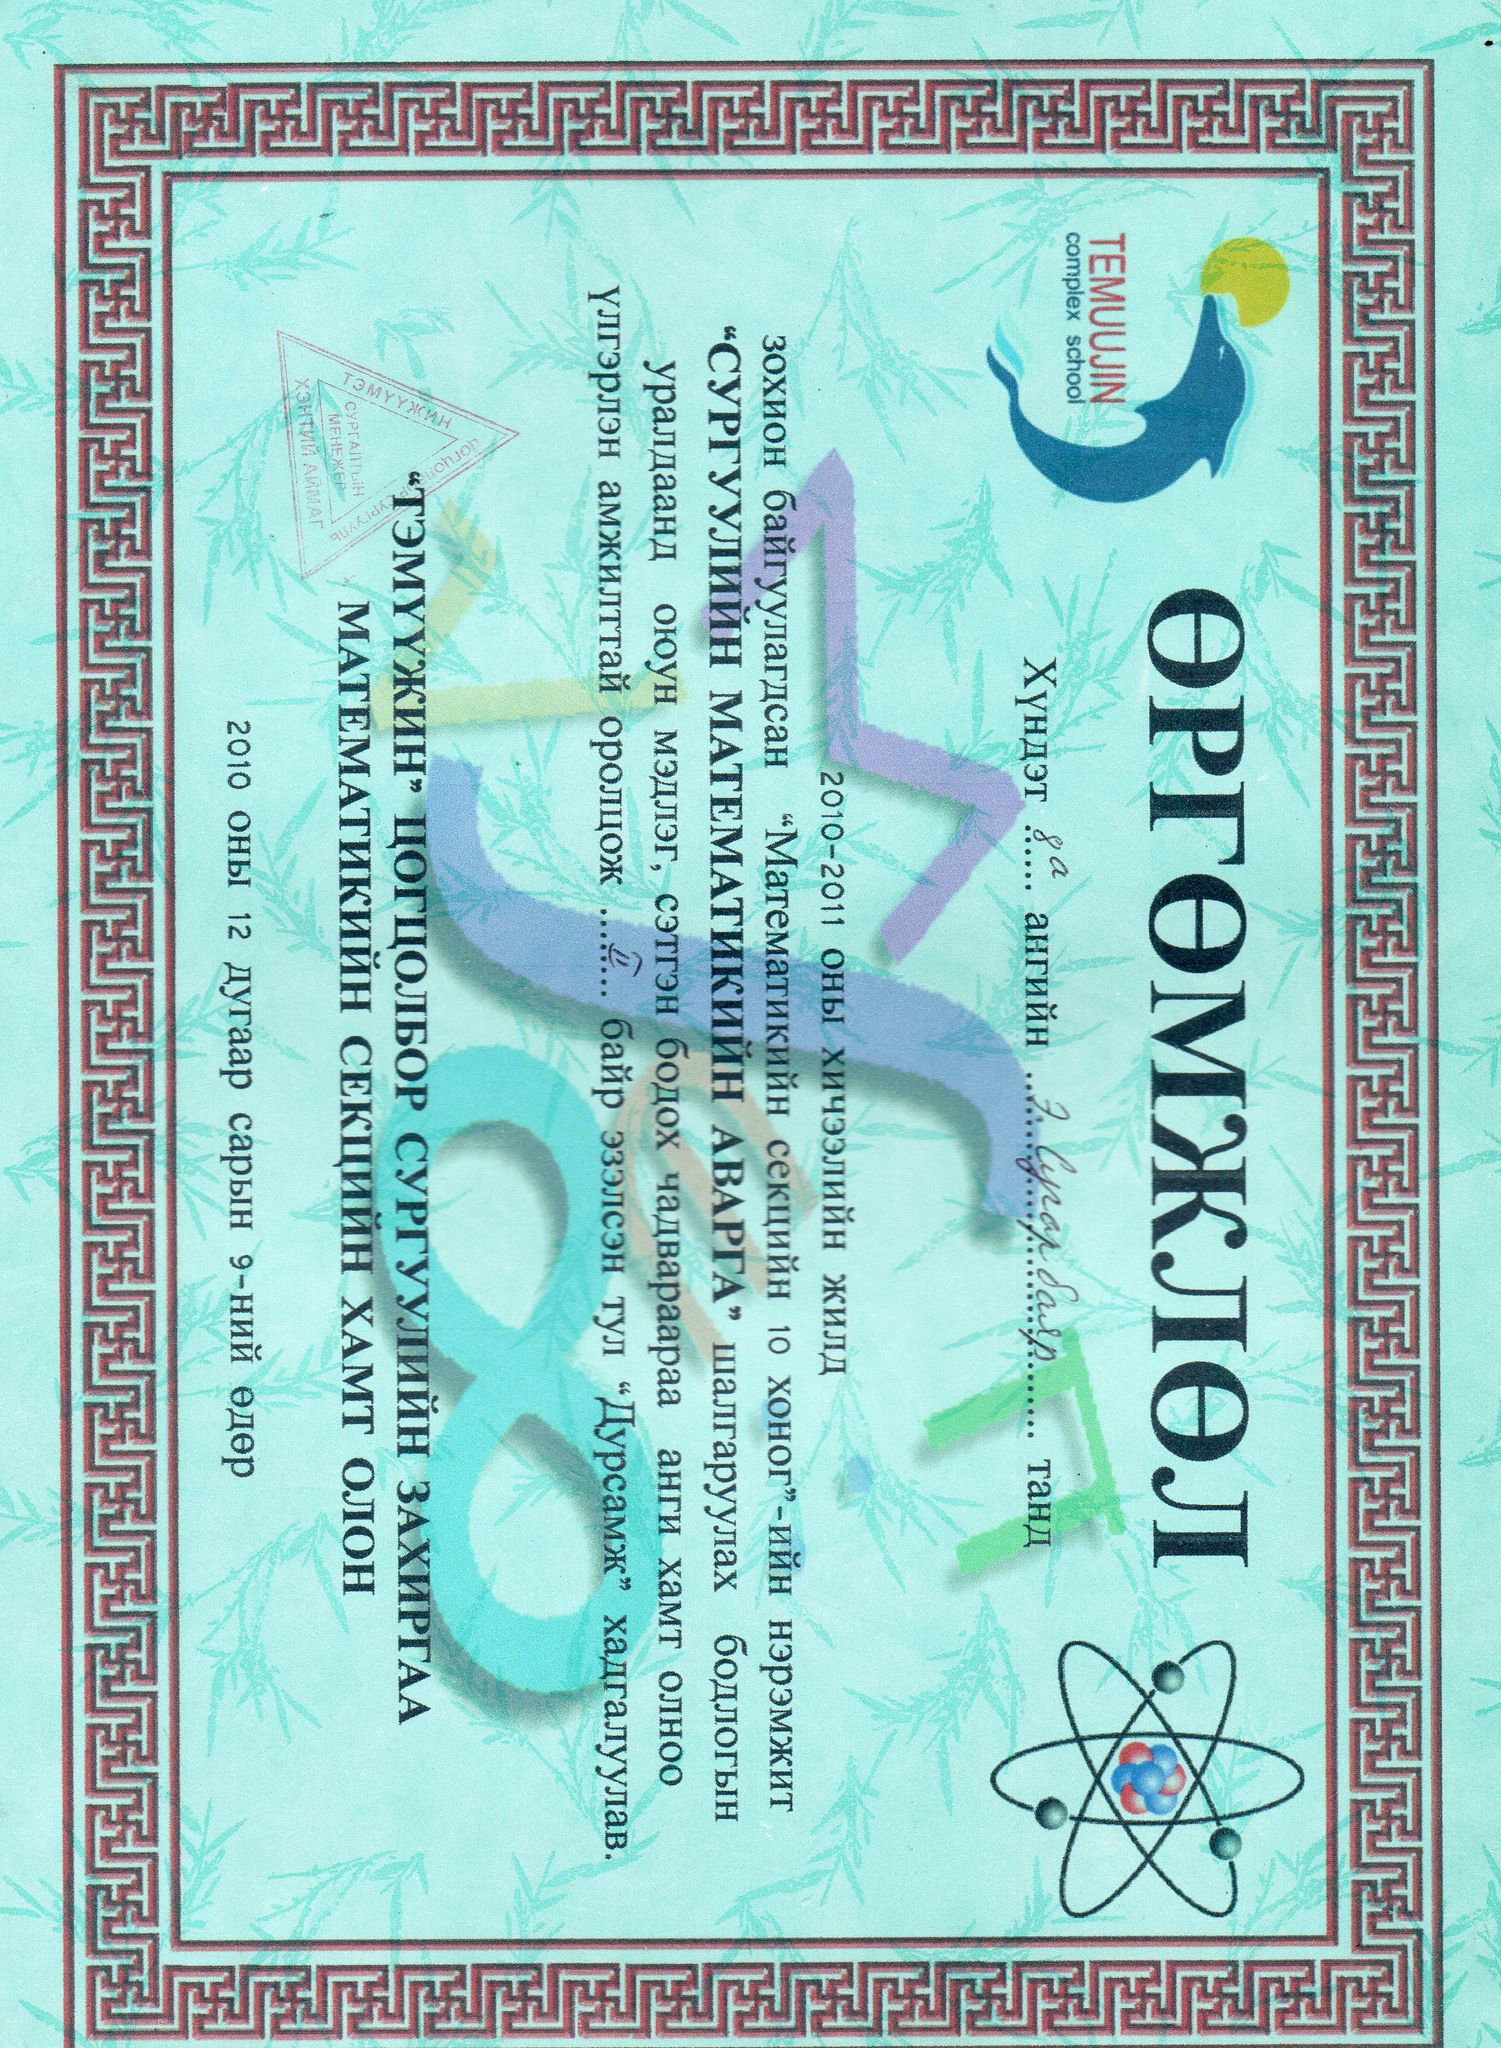 ӨРГӨМЖЛӨЛ
TEMUUJIN
complex school
Хүндэт 8а ангийн Э. Сугарбаяр танд
2010-2011 оны хичээлийн жилд
зохион байгуулагдсан “Математикийн секцийн 10 хоног”-ийн нэрэмжит
“СУРГУУЛИЙН МАТЕМАТИКИЙН АВАРГА” шалгаруулах бодлогын
уралдаанд оюун мэдлэг, сэтгэн бодох чадвараараа анги хамт олноо
үлгэрлэн амжилттай оролцож II байр эзэлсэн тул “Дурсамж” хадгалуулав.
“ТЭМҮҮЖИН” ЦОГЦОЛБОР СУРГУУЛИЙН ЗАХИРГАА
МАТЕМАТИКИЙН СЕКЦИЙН ХАМТ ОЛОН
ТЭМҮҮЖИН
ЦОГЦОЛБОР СУРГУУЛЬ
СУРГАЛТЫН
МЕНЕЖЕР
ХЭНТИЙ АЙМАГ
2010 оны 12 дугаар сарын 9-ний өдөр